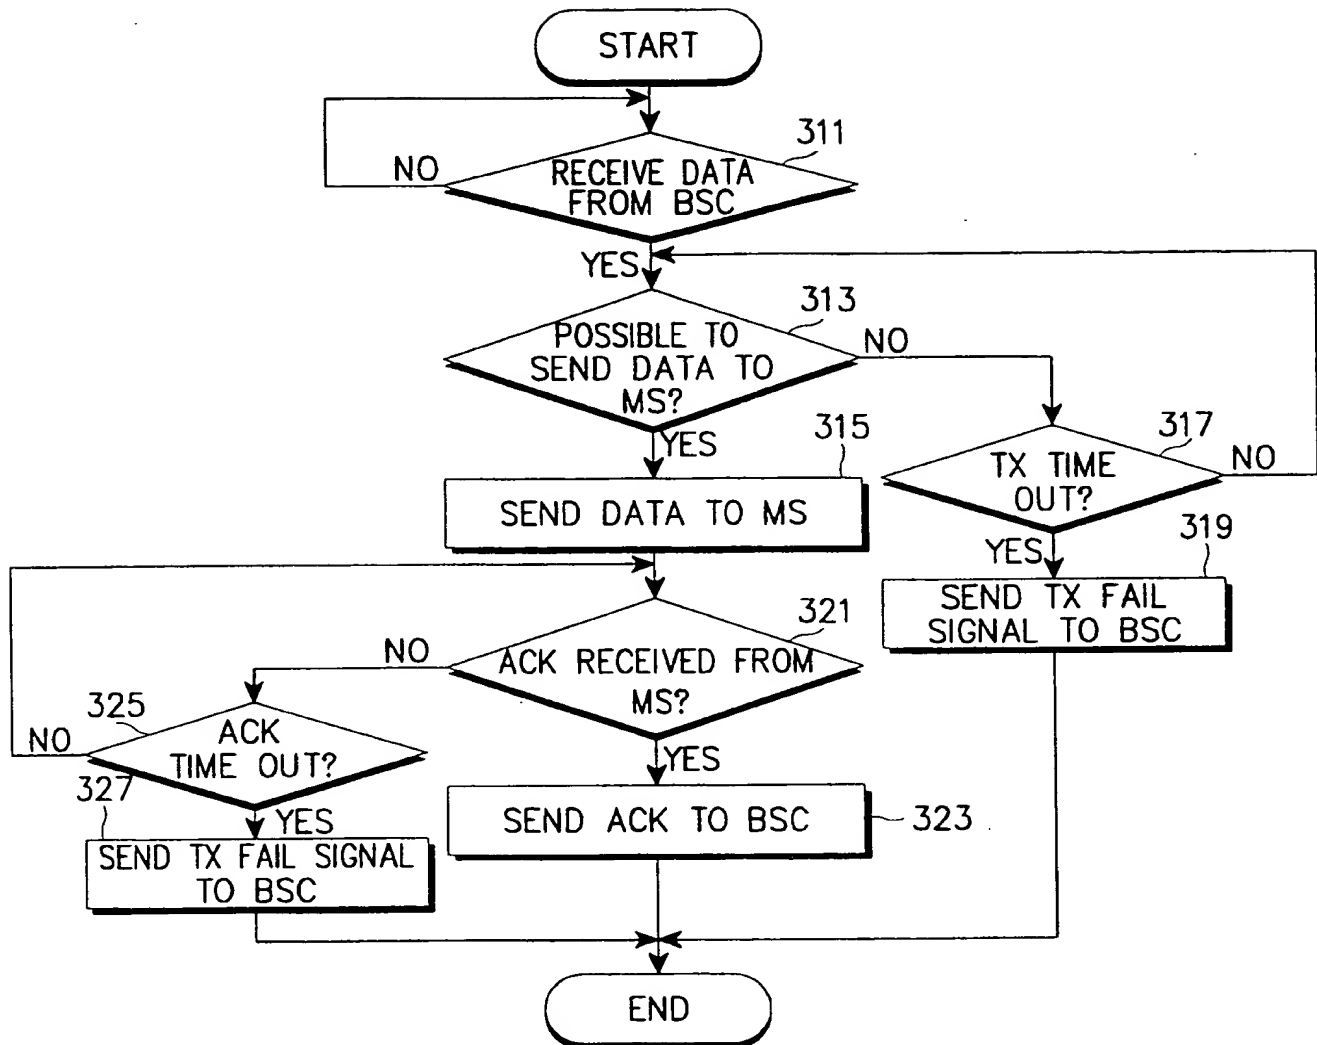 START
311
NO
RECEIVE DATA
FROM BSC
YES
313
POSSIBLE TO
SEND DATA TO
MS?
NO
YES
315
317
TX TIME
OUT?
NO
SEND DATA TO MS
YES
319
SEND TX FAIL
SIGNAL TO BSC
321
NO
ACK RECEIVED FROM
MS?
325
ACK
TIME OUT?
NO
YES
327
YES
SEND ACK TO BSC
323
SEND TX FAIL SIGNAL
TO BSC
END